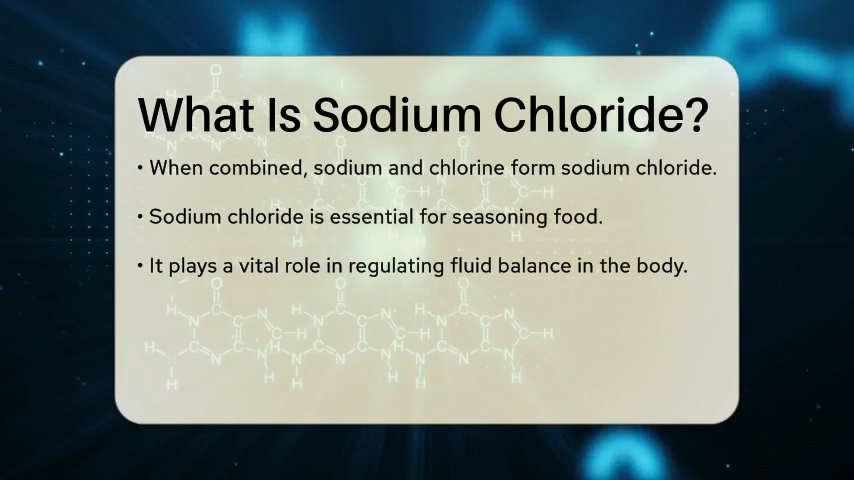 What Is Sodium Chloride?
• When combined, sodium and chlorine form sodium chloride.
• Sodium chloride is essential for seasoning food.
• It plays a vital role in regulating fluid balance in the body.